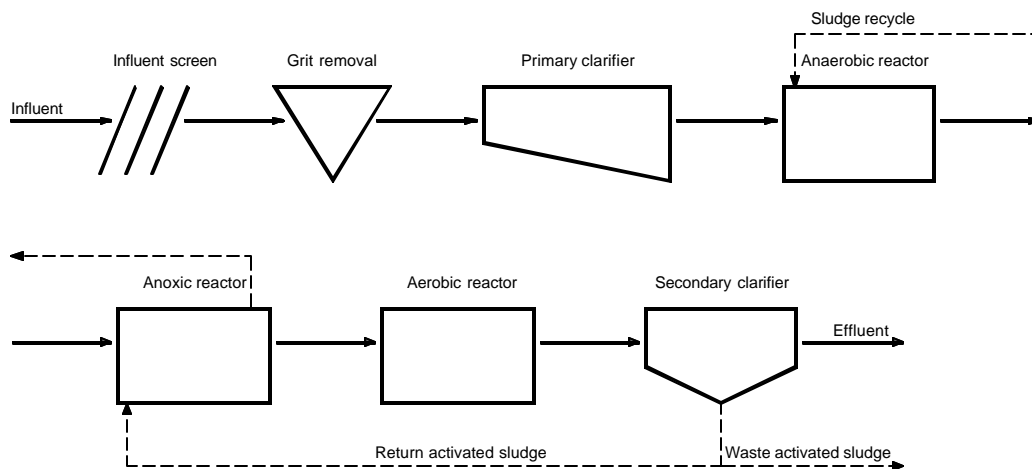 Sludge recycle
Influent screen
Grit removal
Primary clarifier
Anaerobic reactor
Influent
Anoxic reactor
Aerobic reactor
Secondary clarifier
Effluent
Return activated sludge
Waste activated sludge